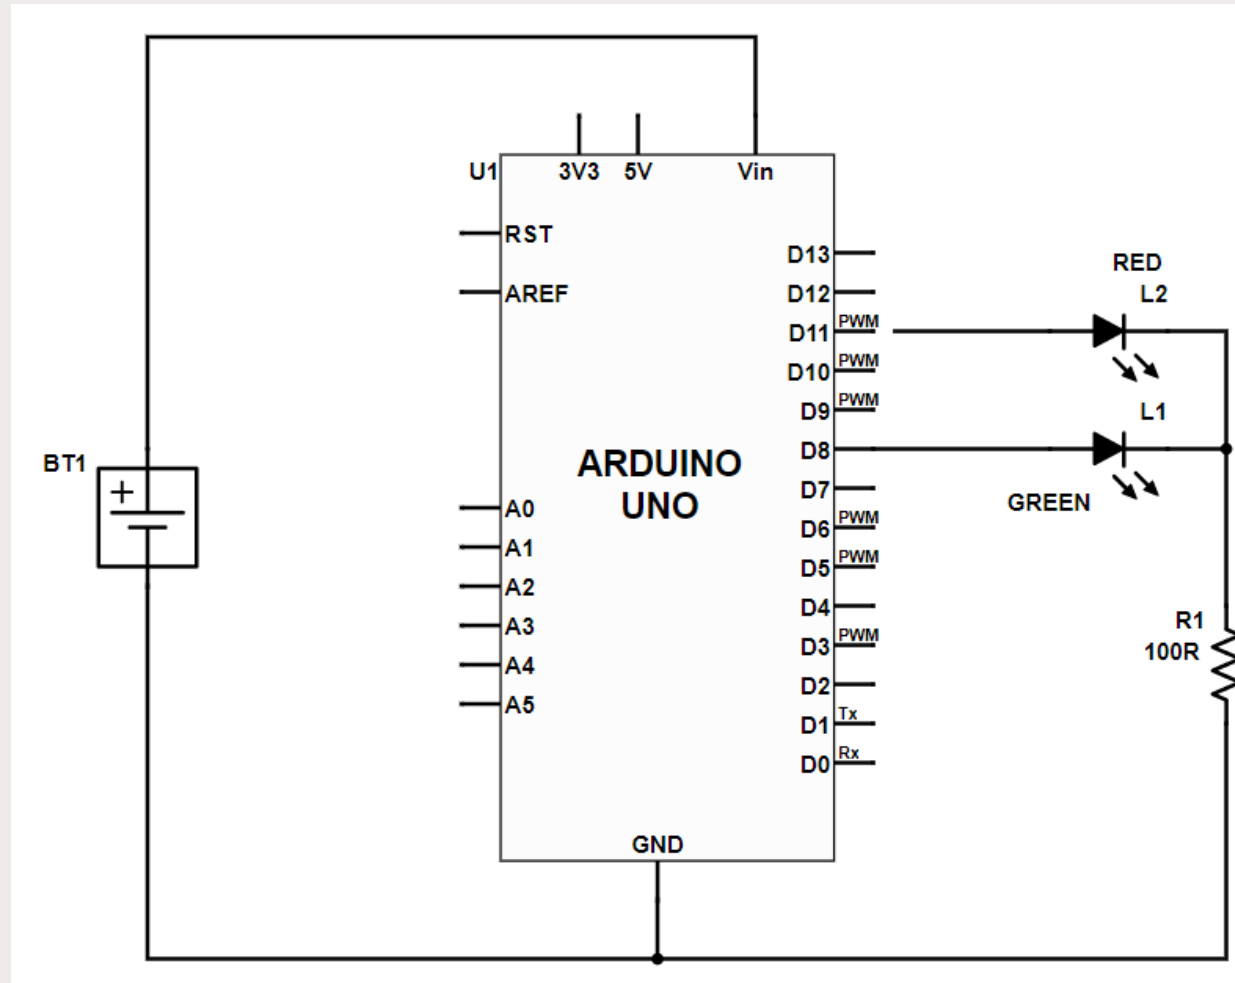 U1
3V3 5V Vin
RST
AREF
D13
D12
D11 PWM
D10 PWM
D9 PWM
D8
D7
D6 PWM
D5 PWM
D4
D3 PWM
D2
D1 Tx
D0 Rx
ARDUINO
UNO
A0
A1
A2
A3
A4
A5
GND
BT1
+
RED
L2
L1
GREEN
R1
100R